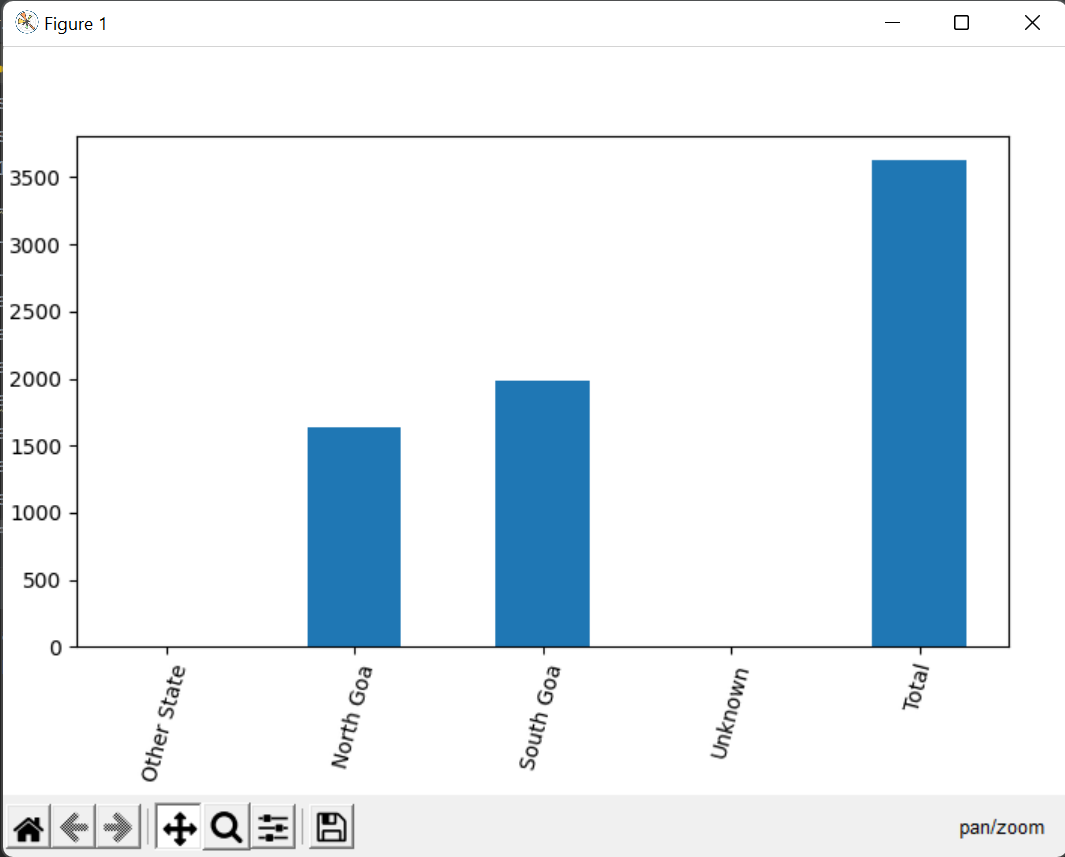 Figure 1
3500
3000
2500
2000
1500
1000
500
0
Other State
North Goa
South Goa
Unknown
Total
pan/zoom